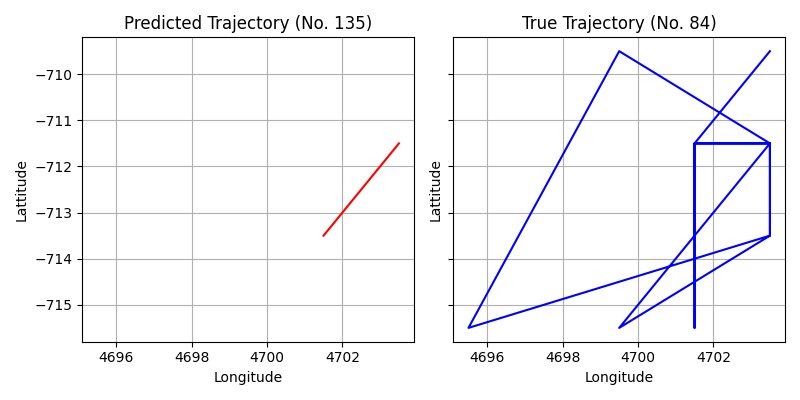 Predicted Trajectory (No. 135)
True Trajectory (No. 84)
−710
−711
−712
−713
−714
−715
Lattitude
Lattitude
4696
4698
4700
4702
4696
4698
4700
4702
Longitude
Longitude